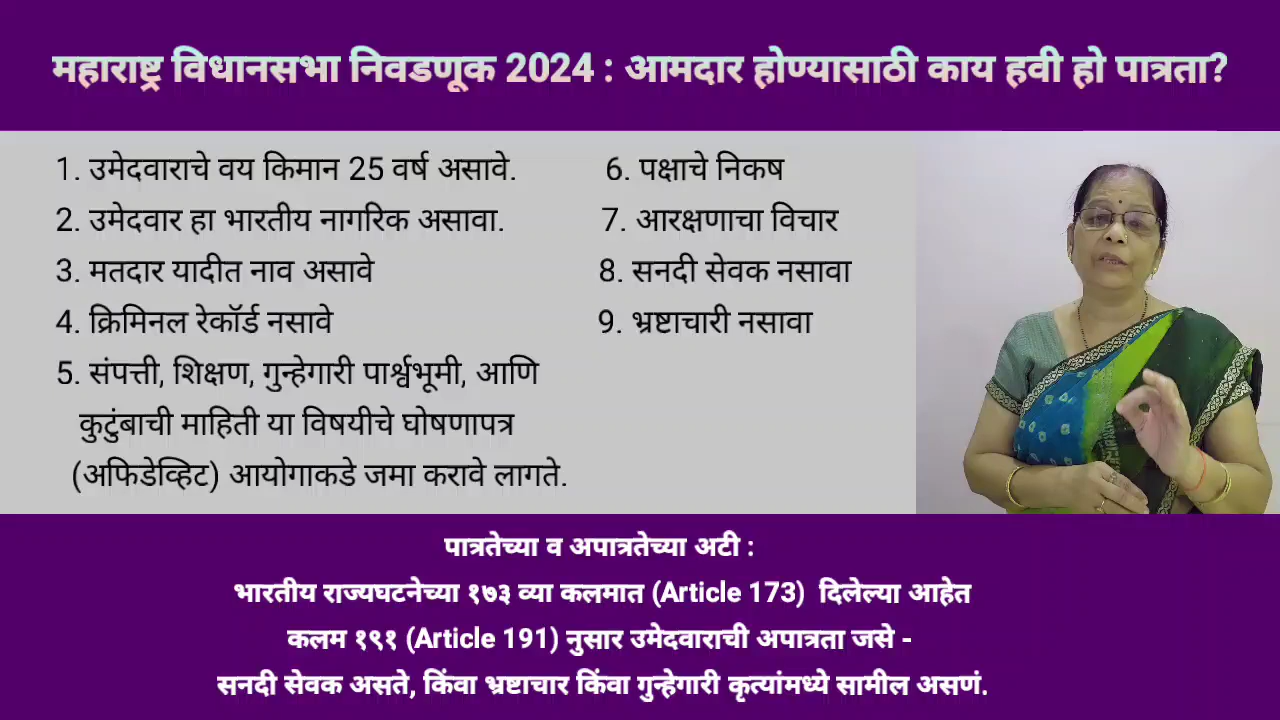 महाराष्ट्र विधानसभा निवडणूक 2024 : आमदार होण्यासाठी काय हवी हो पात्रता?
1. उमेदवाराचे वय किमान 25 वर्ष असावे.
2. उमेदवार हा भारतीय नागरिक असावा.
3. मतदार यादीत नाव असावे
4. क्रिमिनल रेकॉर्ड नसावे
5. संपत्ती, शिक्षण, गुन्हेगारी पार्श्वभूमी, आणि
कुटुंबाची माहिती या विषयीचे घोषणापत्र
(अफिडेव्हिट) आयोगाकडे जमा करावे लागते.
6. पक्षाचे निकष
7. आरक्षणाचा विचार
8. सनदी सेवक नसावा
9. भ्रष्टाचारी नसावा
पात्रतेच्या व अपात्रतेच्या अटी :
भारतीय राज्यघटनेच्या १७३ व्या कलमात (Article 173) दिलेल्या आहेत
कलम १९१ (Article 191) नुसार उमेदवाराची अपात्रता जसे -
सनदी सेवक असते, किंवा भ्रष्टाचार किंवा गुन्हेगारी कृत्यांमध्ये सामील असणं.